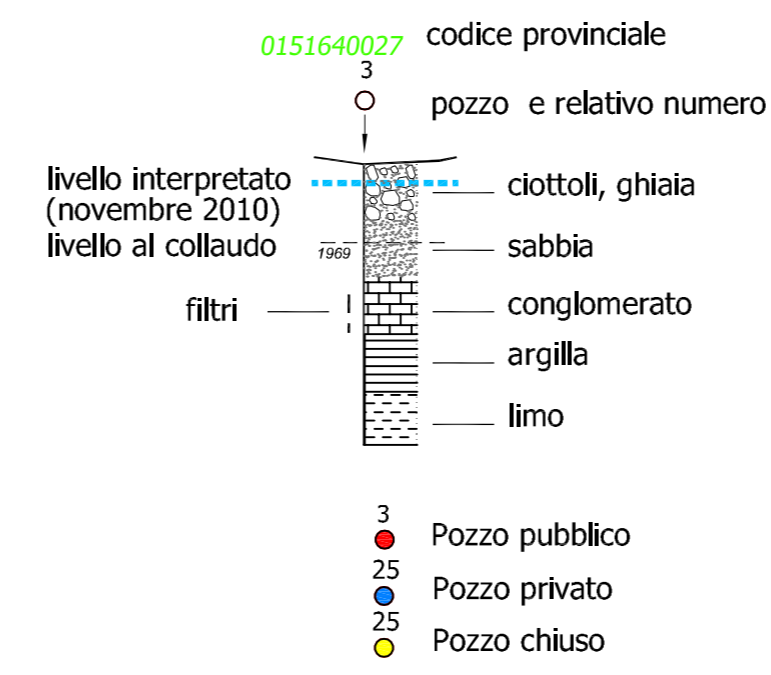 0151640027 codice provinciale
3
pozzo e relativo numero
livello interpretato
(novembre 2010)
ciottoli, ghiaia
livello al collaudo
1969
sabbia
filtri
conglomerato
argilla
limo
3
Pozzo pubblico
25
Pozzo privato
25
Pozzo chiuso